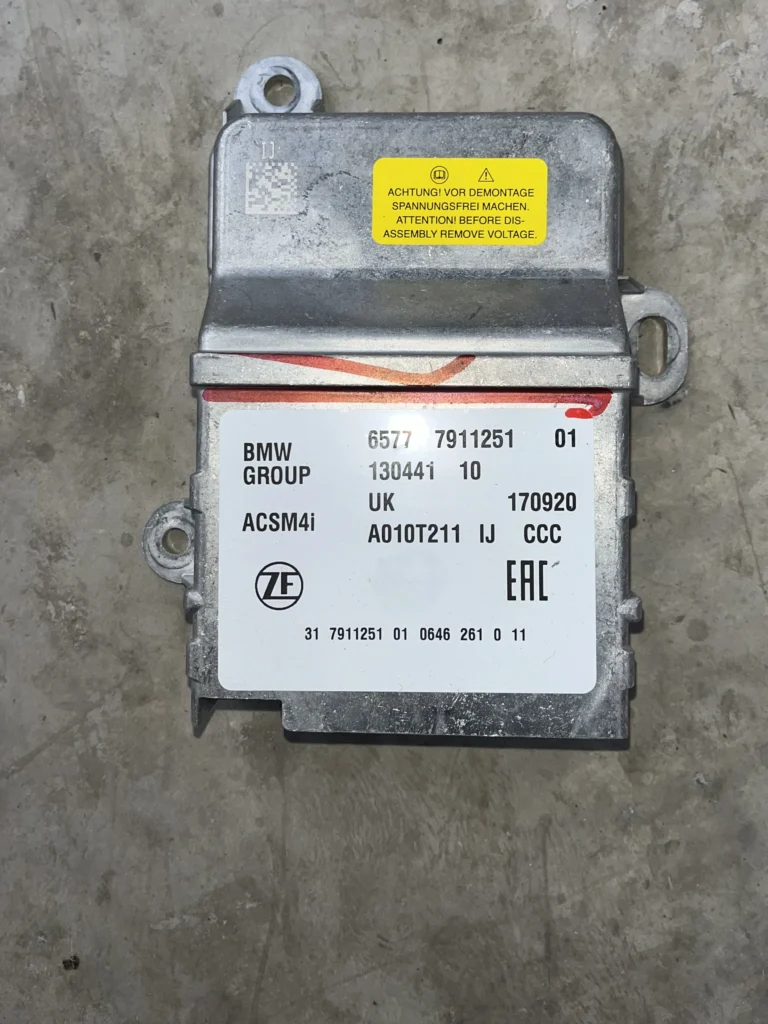 IJ
ACHTUNG! VOR DEMONTAGE
SPANNUNGSFREI MACHEN.
ATTENTION! BEFORE DIS-
ASSEMBLY REMOVE VOLTAGE.
BMW GROUP
6577 7911251 01
130441 10
UK 170920
ACSM4i
A010T211 IJ CCC
ZF
EAC
31 7911251 01 0646 261 0 11